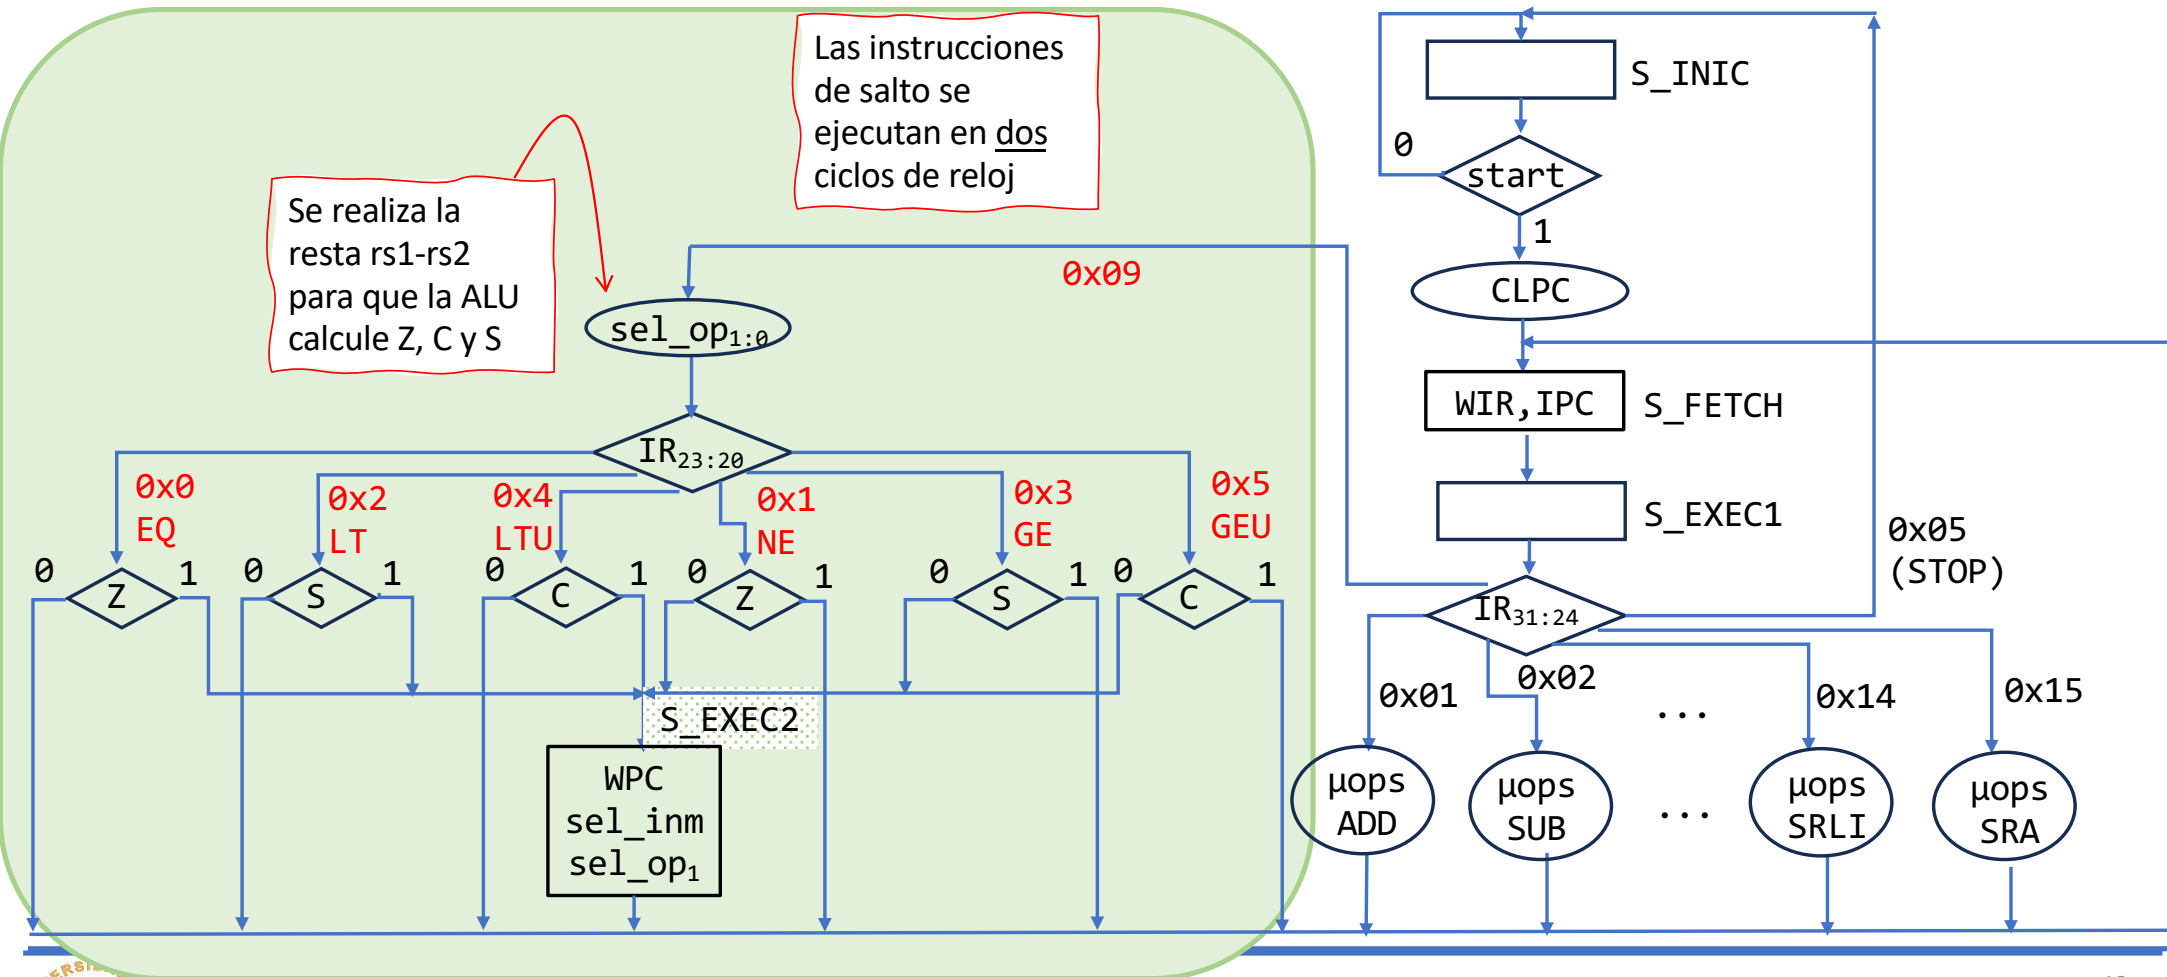 Las instrucciones
de salto se
ejecutan en dos
ciclos de reloj
Se realiza la
resta rs1-rs2
para que la ALU
calcule Z, C y S
0x09
sel_op1:0
IR23:20
0x0
EQ
0x2
LT
0x4
LTU
0x1
NE
0x3
GE
0x5
GEU
0 Z 1
0 S 1
0 C 1
0 Z 1
0 S 1
0 C 1
S_EXEC2
WPC
sel_inm
sel_op1
S_INIC
0
start
1
CLPC
WIR,IPC
S_FETCH
S_EXEC1
0x05
(STOP)
IR31:24
0x01
0x02
...
0x14
0x15
μops
ADD
μops
SUB
...
μops
SRLI
μops
SRA